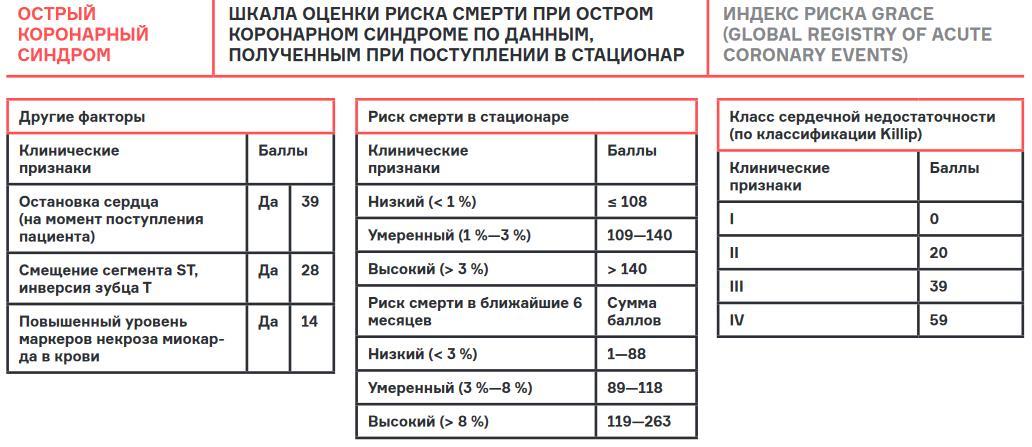 ОСТРЫЙ
КОРОНАРНЫЙ
СИНДРОМ
ШКАЛА ОЦЕНКИ РИСКА СМЕРТИ ПРИ ОСТРОМ
КОРОНАРНОМ СИНДРОМЕ ПО ДАННЫМ,
ПОЛУЧЕННЫМ ПРИ ПОСТУПЛЕНИИ В СТАЦИОНАР
ИНДЕКС РИСКА GRACE
(GLOBAL REGISTRY OF ACUTE
CORONARY EVENTS)
Другие факторы
Клинические
признаки
Баллы
Остановка сердца
(на момент поступления
пациента)
Да
39
Смещение сегмента ST,
инверсия зубца T
Да
28
Повышенный уровень
маркеров некроза миокар-
да в крови
Да
14
Риск смерти в стационаре
Клинические
признаки
Баллы
Низкий (< 1 %)
≤ 108
Умеренный (1 %—3 %)
109—140
Высокий (> 3 %)
> 140
Риск смерти в ближайшие 6
месяцев
Сумма
баллов
Низкий (< 3 %)
1—88
Умеренный (3 %—8 %)
89—118
Высокий (> 8 %)
119—263
Класс сердечной недостаточности
(по классификации Killip)
Клинические
признаки
Баллы
I
0
II
20
III
39
IV
59